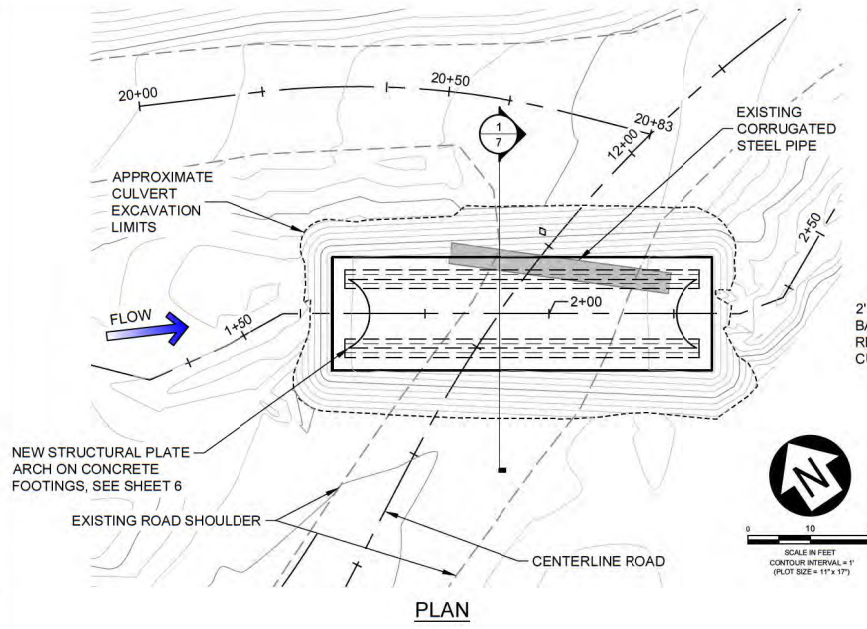 20+00
20+50
20+83
12+00
1
7
EXISTING
CORRUGATED
STEEL PIPE
APPROXIMATE
CULVERT
EXCAVATION
LIMITS
2+50
FLOW
1+50
2+00
2'
NEW STRUCTURAL PLATE
ARCH ON CONCRETE
FOOTINGS, SEE SHEET 6
EXISTING ROAD SHOULDER
CENTERLINE ROAD
N
0 10
SCALE IN FEET
CONTOUR INTERVAL = 1'
(PLOT SIZE = 11" x 17")
PLAN